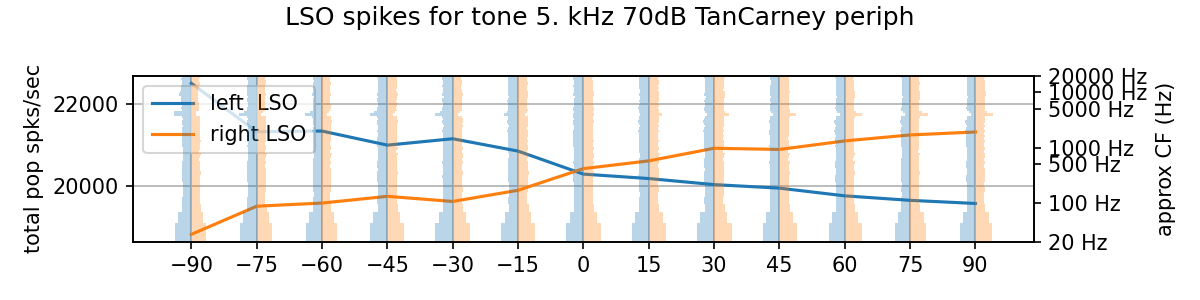 LSO spikes for tone 5. kHz 70dB TanCarney periph
total pop spks/sec
22000
20000
left LSO
right LSO
20000 Hz
10000 Hz
5000 Hz
1000 Hz
500 Hz
100 Hz
20 Hz
approx CF (Hz)
−90 −75 −60 −45 −30 −15 0 15 30 45 60 75 90